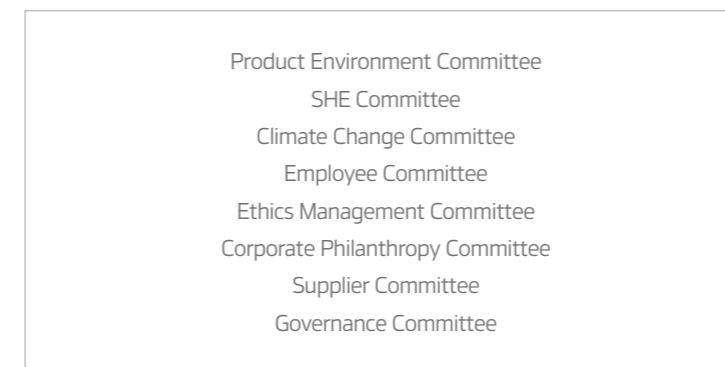 Product Environment Committee
SHE Committee
Climate Change Committee
Employee Committee
Ethics Management Committee
Corporate Philanthropy Committee
Supplier Committee
Governance Committee